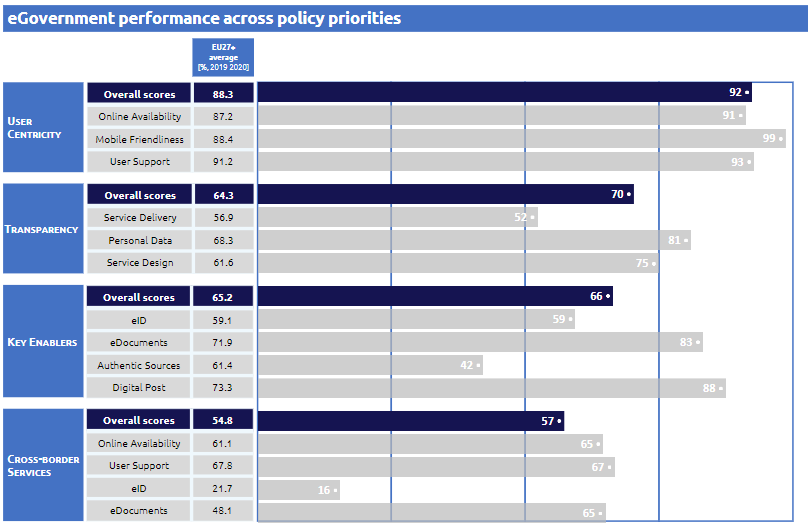 eGovernment performance across policy priorities
EU27+
average
[%, 2019 2020]
USER
CENTRICITY
Overall scores 88.3 92
Online Availability 87.2 91
Mobile Friendliness 88.4 99
User Support 91.2 93
TRANSPARENCY
Overall scores 64.3 70
Service Delivery 56.9 52
Personal Data 68.3 81
Service Design 61.6 75
KEY ENABLERS
Overall scores 65.2 66
eID 59.1 59
eDocuments 71.9 83
Authentic Sources 61.4 42
Digital Post 73.3 88
CROSS-BORDER
SERVICES
Overall scores 54.8 57
Online Availability 61.1 65
User Support 67.8 67
eID 21.7 16
eDocuments 48.1 65